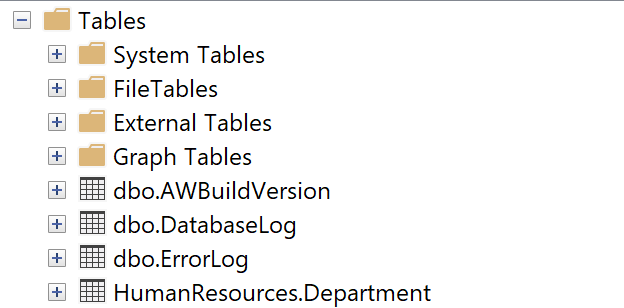 Tables
System Tables
FileTables
External Tables
Graph Tables
dbo.AWBuildVersion
dbo.DatabaseLog
dbo.ErrorLog
HumanResources.Department